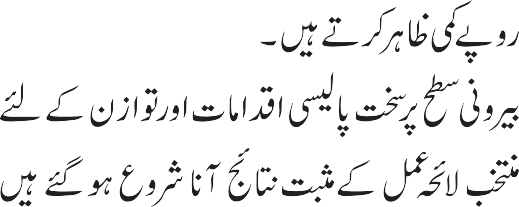 روپے کمی ظاہر کرتے ہیں۔
بیرونی سطح پر سخت پالیسی اقدامات اور توازن کے لئے
منتخب لائحہ عمل کے مثبت نتائج آنا شروع ہو گئے ہیں